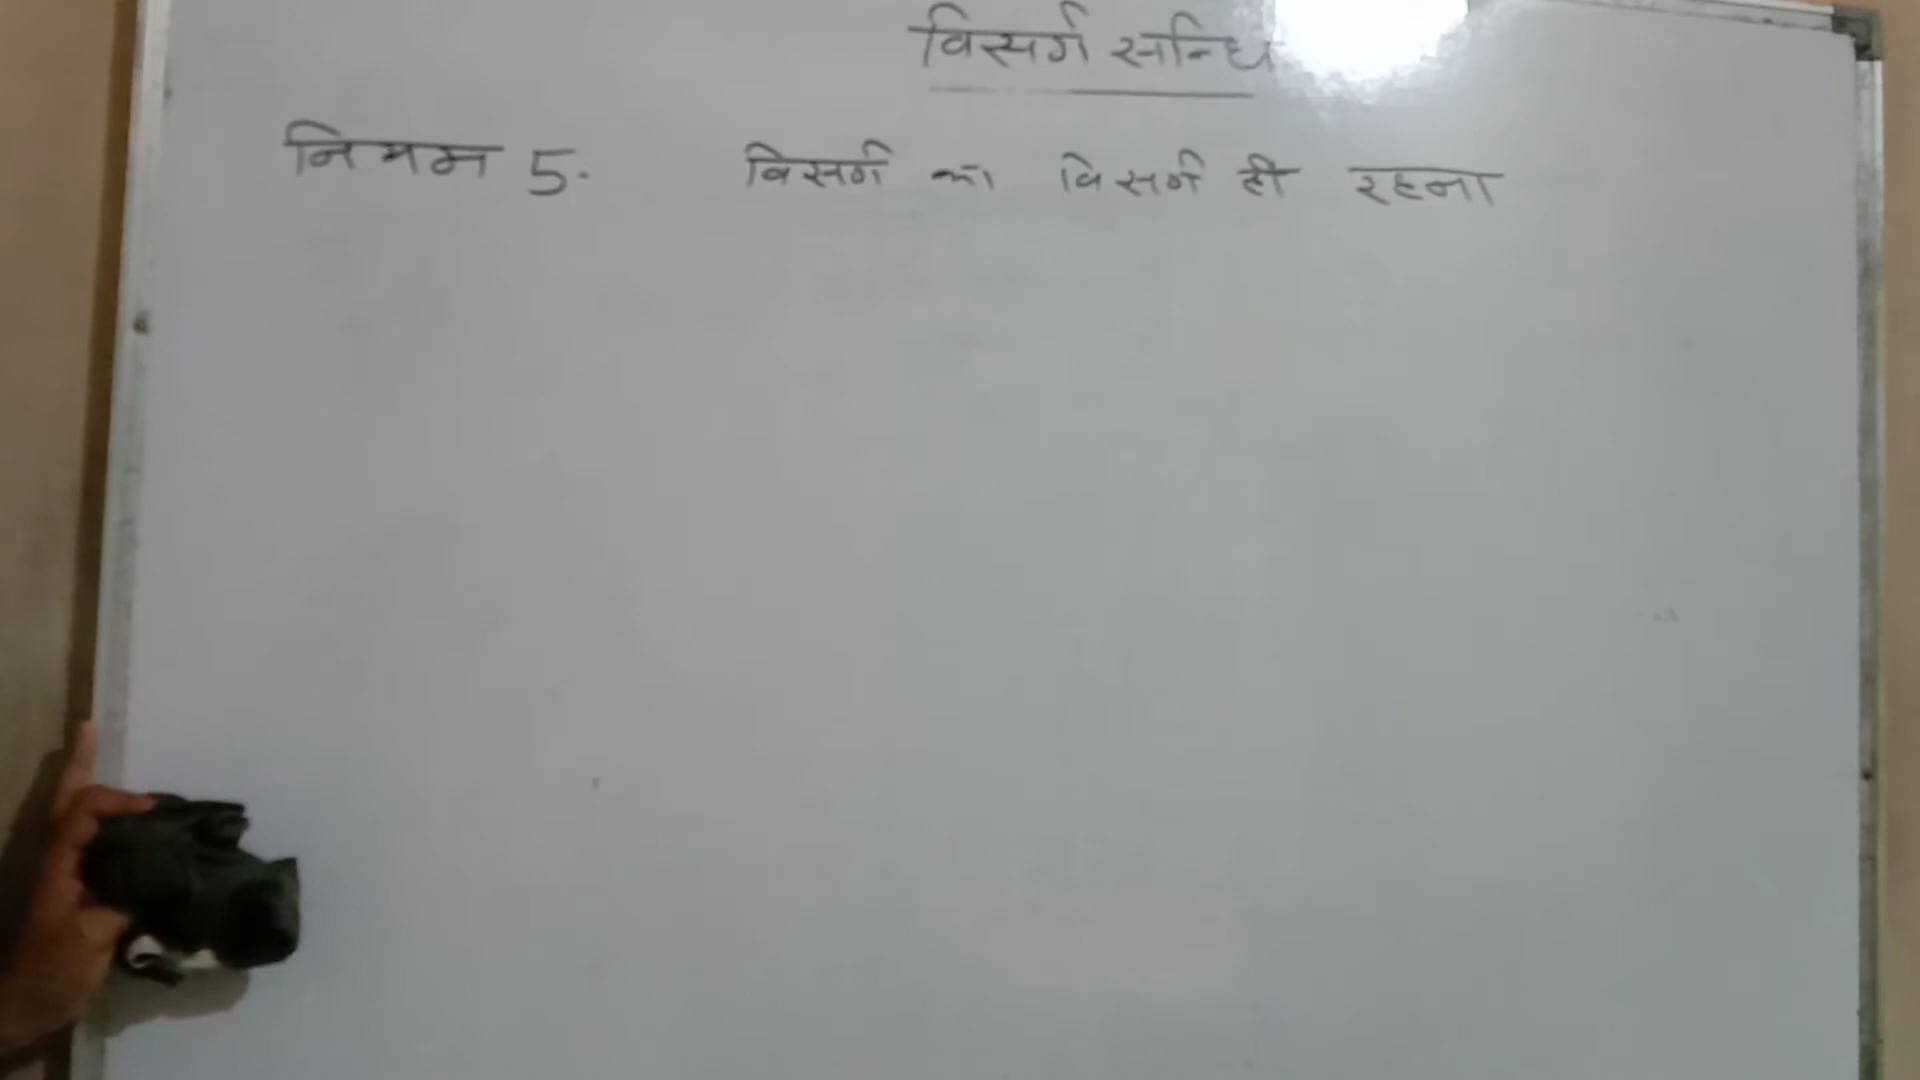 विसर्ग सन्धि
नियम 5. विसर्ग का विसर्ग ही रहना